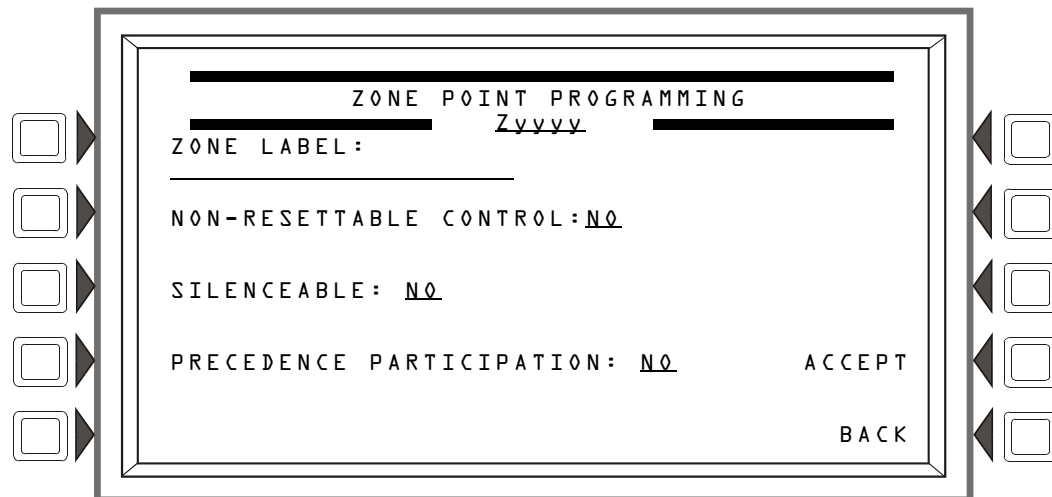 ZONE POINT PROGRAMMING
Zyyyy
ZONE LABEL:
NON-RESETTABLE CONTROL:NO
SILENCEABLE: NO
PRECEDENCE PARTICIPATION: NO
ACCEPT
BACK